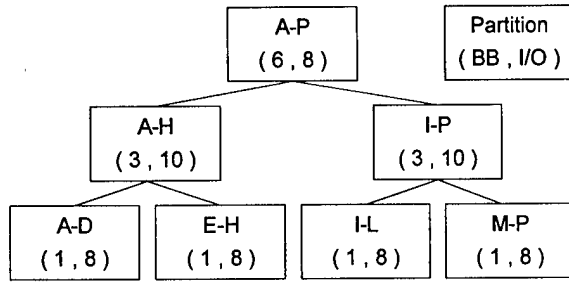 A-P
( 6 , 8 )
Partition
( BB , I/O )
A-H
( 3 , 10 )
I-P
( 3 , 10 )
A-D
( 1 , 8 )
E-H
( 1 , 8 )
I-L
( 1 , 8 )
M-P
( 1 , 8 )